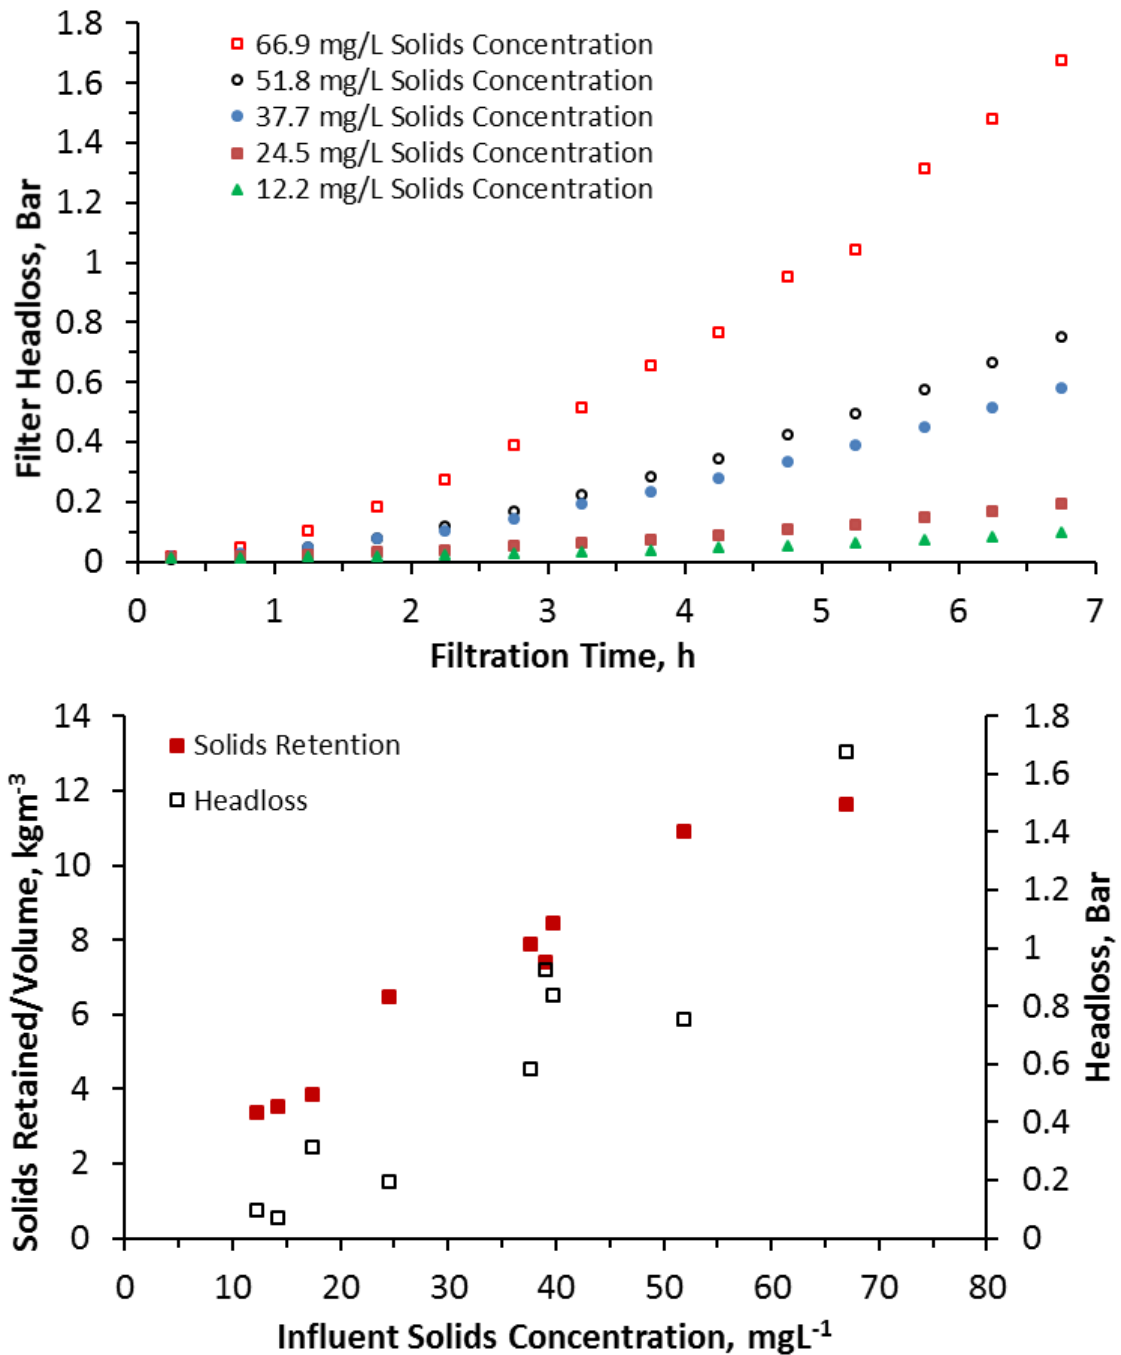 1.8
1.6
1.4
1.2
1
0.8
0.6
0.4
0.2
0
Filter Headloss, Bar
66.9 mg/L Solids Concentration
51.8 mg/L Solids Concentration
37.7 mg/L Solids Concentration
24.5 mg/L Solids Concentration
12.2 mg/L Solids Concentration
0 1 2 3 4 5 6 7
Filtration Time, h
14
12
10
8
6
4
2
0
Solids Retained/Volume, kgm⁻³
Solids Retention
Headloss
1.8
1.6
1.4
1.2
1
0.8
0.6
0.4
0.2
0
Headloss, Bar
0 10 20 30 40 50 60 70 80
Influent Solids Concentration, mgL⁻¹